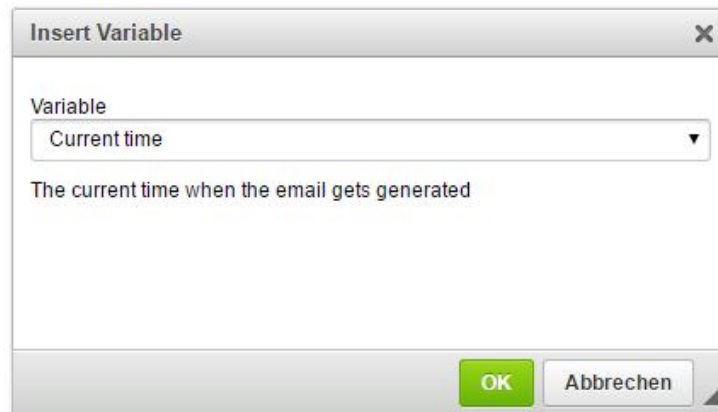 Insert Variable
Variable
Current time
The current time when the email gets generated
OK
Abbrechen